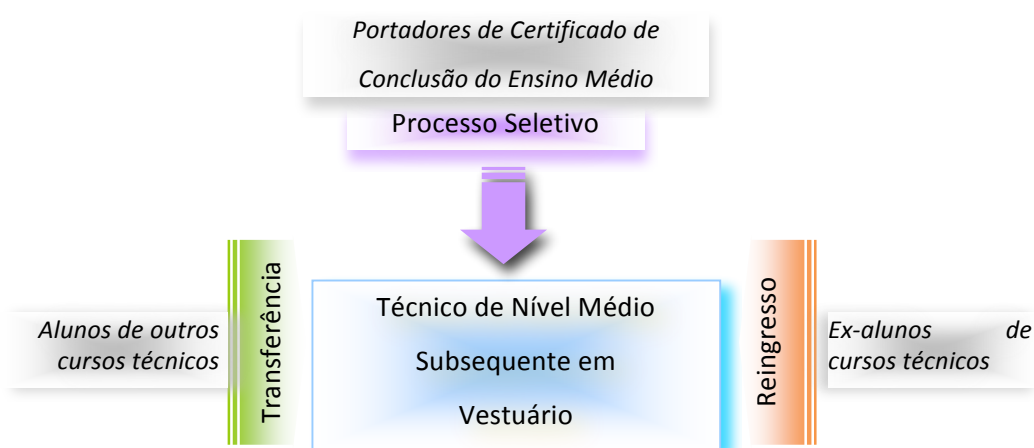 Portadores de Certificado de
Conclusão do Ensino Médio
Processo Seletivo
Transferência
Alunos de outros
cursos técnicos
Técnico de Nível Médio
Subsequente em
Vestuário
Reingresso
Ex-alunos de
cursos técnicos